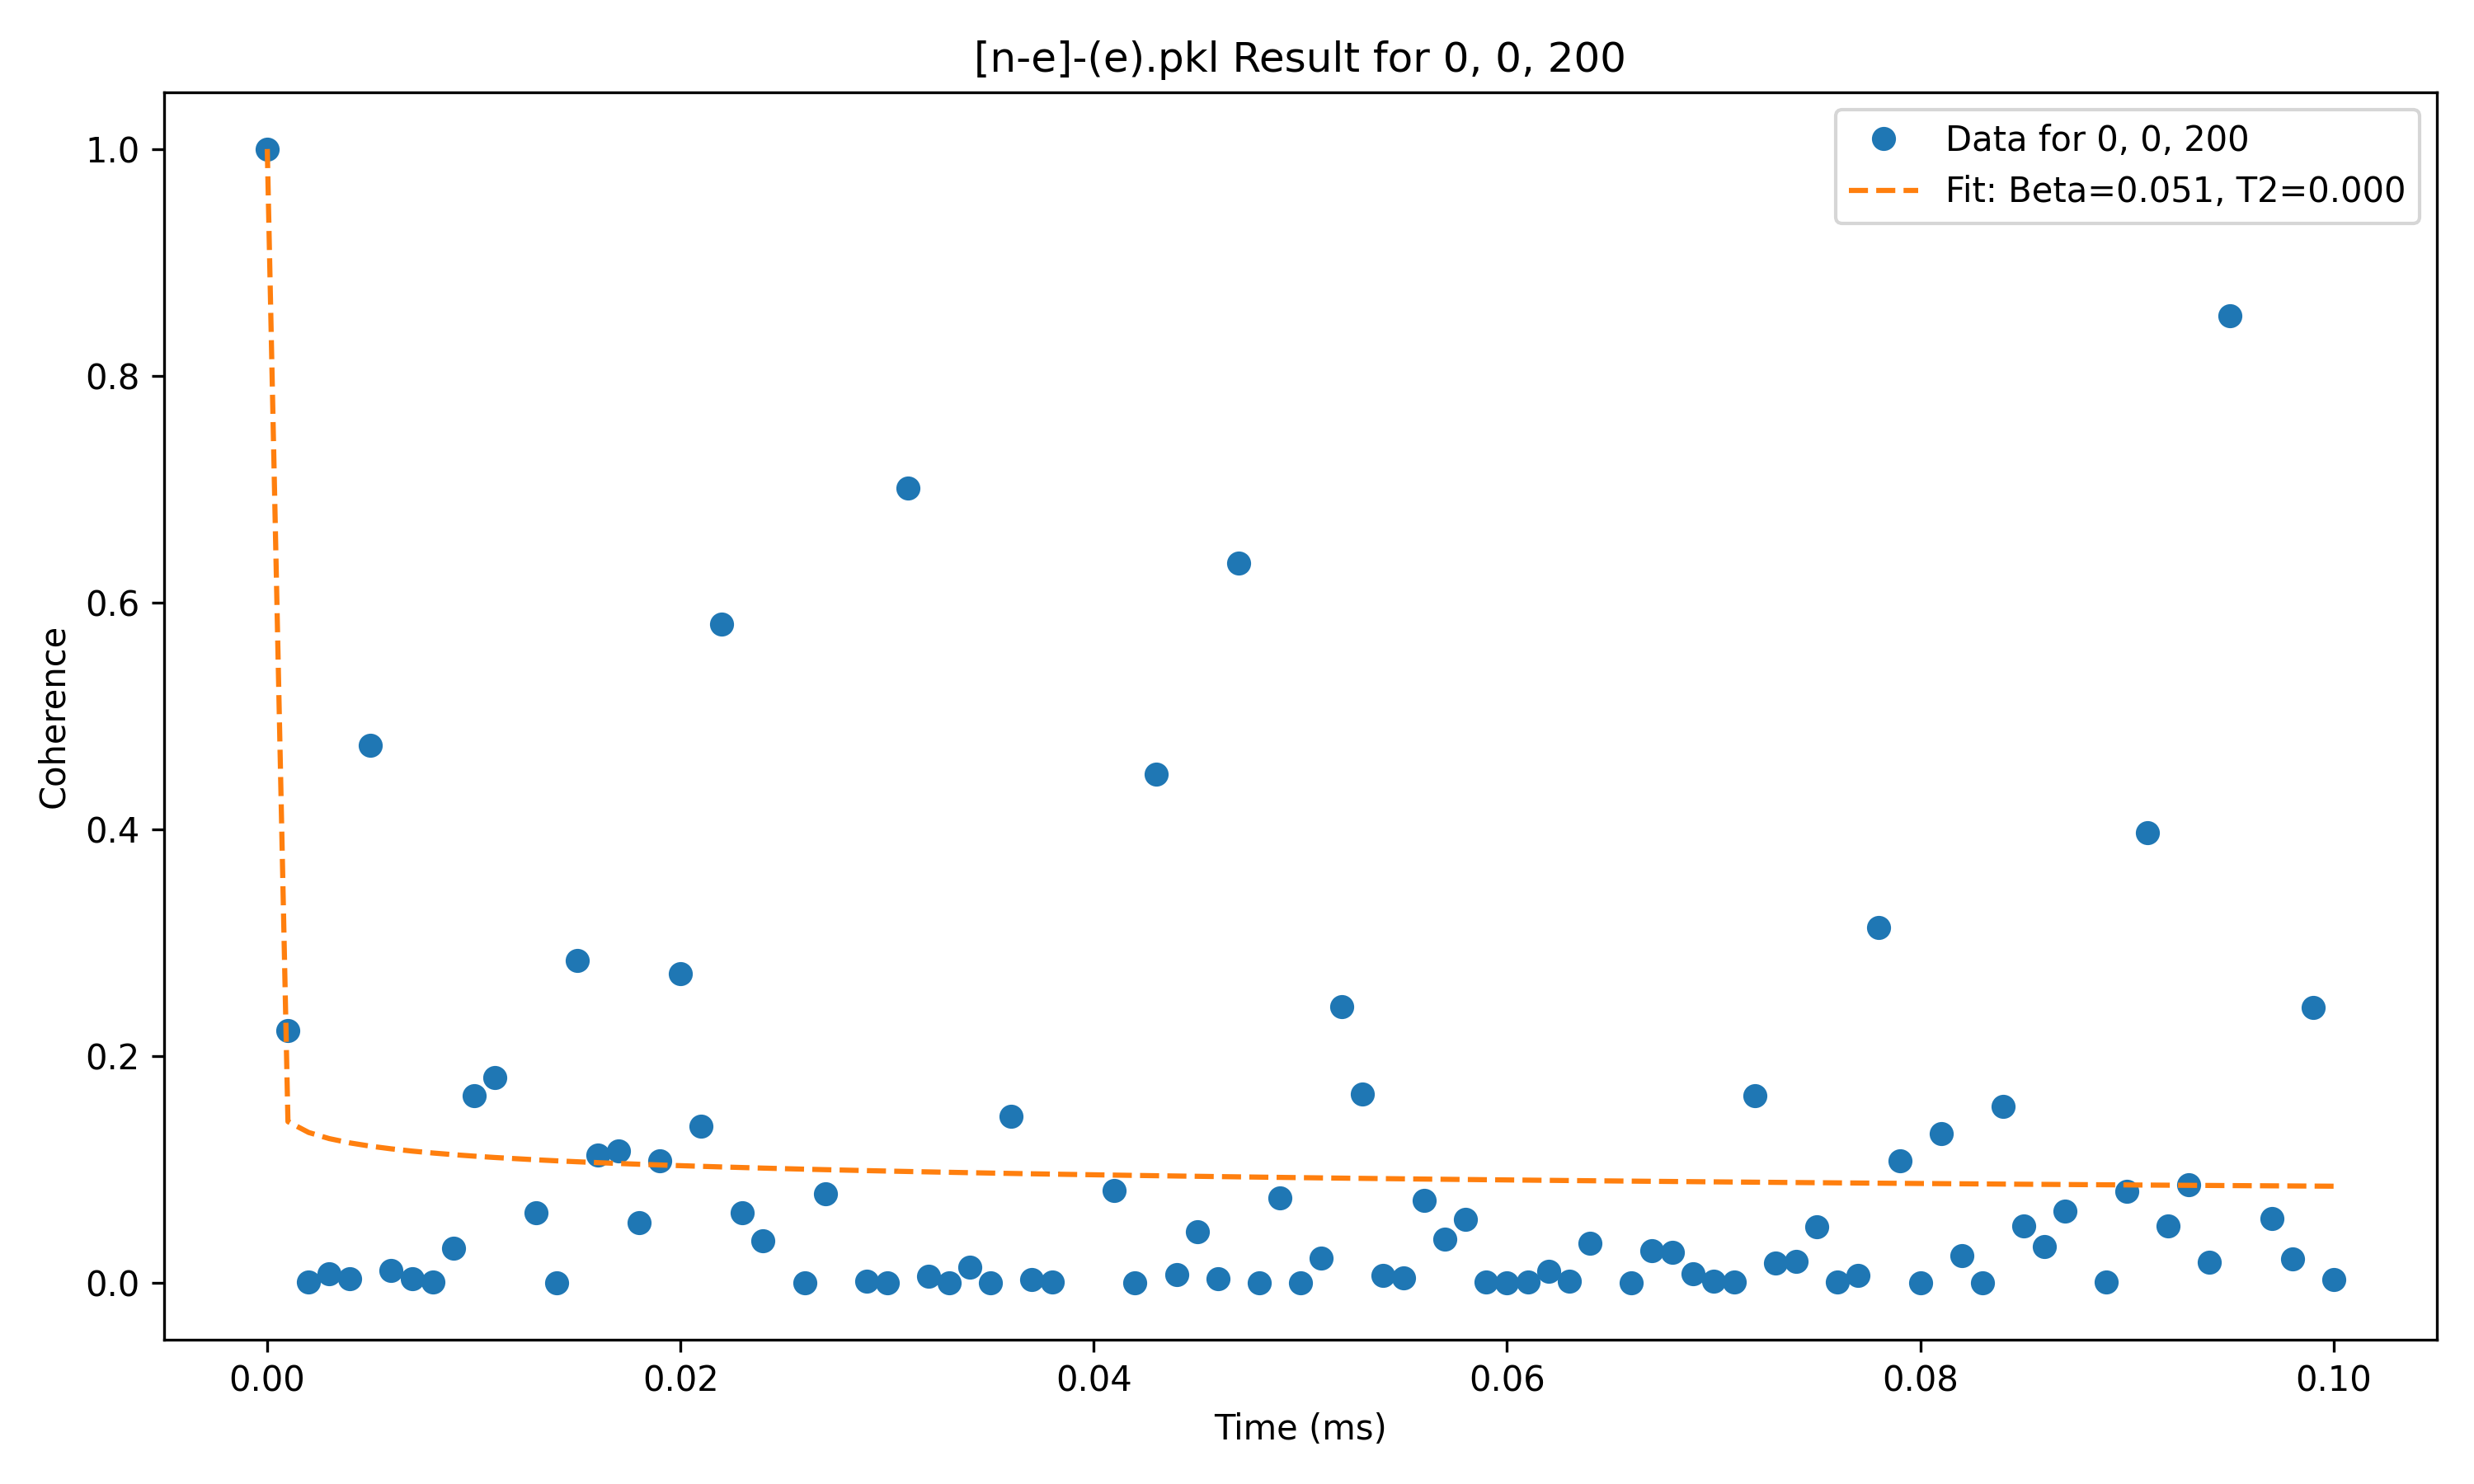 [n-e]-(e).pkl Result for 0, 0, 200
Data for 0, 0, 200
Fit: Beta=0.051, T2=0.000
Coherence
1.0
0.8
0.6
0.4
0.2
0.0
0.00
0.02
0.04
0.06
0.08
0.10
Time (ms)